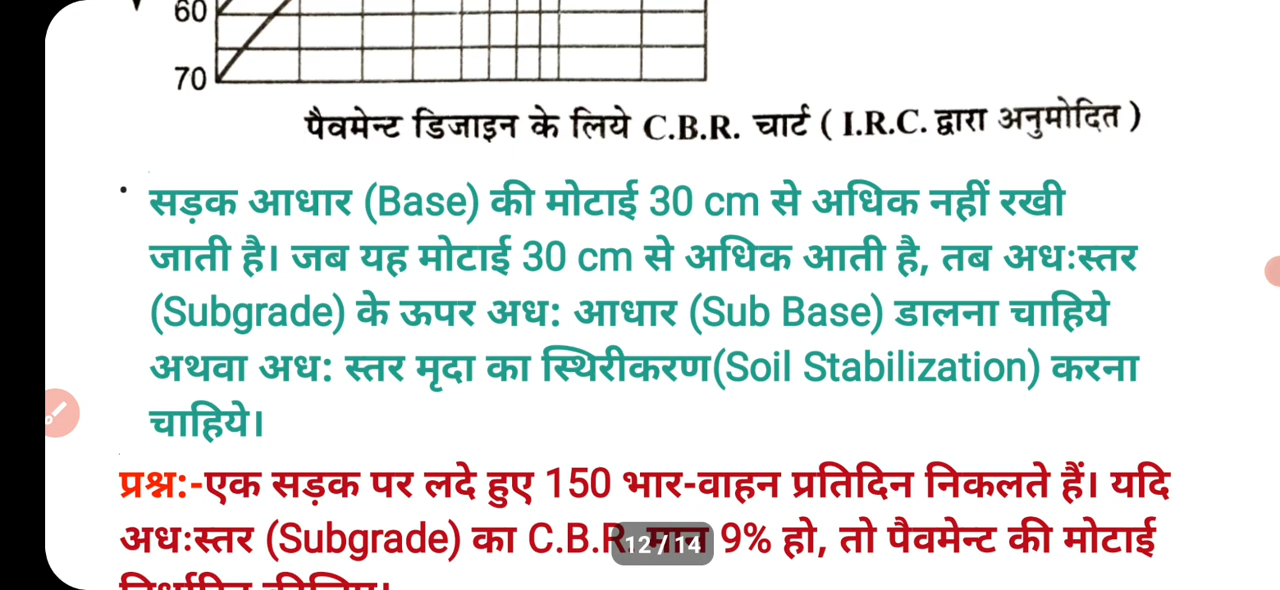 60
70
पैवमेन्ट डिजाइन के लिये C.B.R. चार्ट ( I.R.C. द्वारा अनुमोदित )
• सड़क आधार (Base) की मोटाई 30 cm से अधिक नहीं रखी
जाती है। जब यह मोटाई 30 cm से अधिक आती है, तब अधःस्तर
(Subgrade) के ऊपर अध: आधार (Sub Base) डालना चाहिये
अथवा अध: स्तर मृदा का स्थिरीकरण(Soil Stabilization) करना
चाहिये।
प्रश्न:-एक सड़क पर लदे हुए 150 भार-वाहन प्रतिदिन निकलते हैं। यदि
अधःस्तर (Subgrade) का C.B.R. मान 9% हो, तो पैवमेन्ट की मोटाई
12 / 14